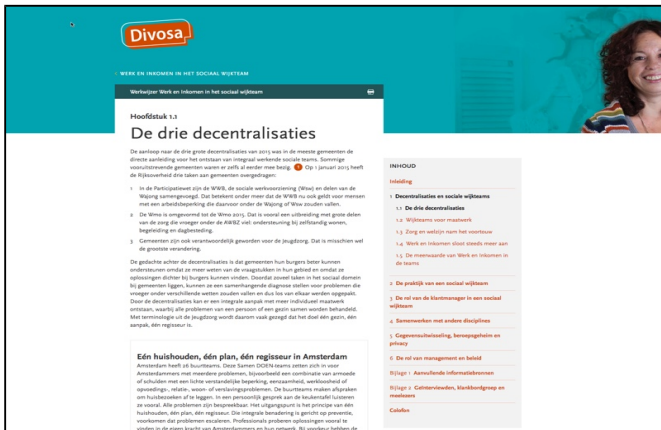 Divosa
WERK EN INKOMEN IN HET SOCIAAL WIJKTEAM
Werkwijzer Werk en Inkomen in het sociaal wijkteam
Hoofdstuk 1.1
De drie decentralisaties
De aanloop naar de drie grote decentralisaties van 2015 was in de meeste gemeenten de
directe aanleiding voor het ontstaan van integraal werkende sociale teams. Sommige
vooruitstrevende gemeenten waren er zelfs al eerder mee bezig. Op 1 januari 2015 heeft
de Rijksoverheid drie taken aan gemeenten overgedragen:
1 In de Participatiewet zijn de WWB, de sociale werkvoorziening (Wsw) en delen van de
Wajong samengevoegd. Dat betekent onder meer dat de WWB nu ook geldt voor mensen
met een arbeidsbeperking die daarvoor onder de Wajong of Wsw zouden vallen.
2 De Wmo is omgevormd tot de Wmo 2015. Dat is vooral een uitbreiding met grote delen
van de zorg die vroeger onder de AWBZ viel: ondersteuning bij zelfstandig wonen,
begeleiding en dagbesteding.
3 Gemeenten zijn ook verantwoordelijk geworden voor de jeugdzorg. Dat is misschien wel
de grootste verandering.
De gedachte achter de decentralisaties is dat gemeenten hun burgers beter kunnen
ondersteunen omdat ze meer weten van de vraagstukken in hun gebied en omdat ze
oplossingen dichter bij burgers kunnen vinden. Doordat zoveel taken in het sociaal domein
bij gemeenten liggen, kunnen ze een samenhangende diagnose stellen voor problemen die
vroeger onder verschillende wetten zouden vallen en dus los van elkaar werden opgepakt.
Door de decentralisaties kan er een integrale aanpak met meer individueel maatwerk
ontstaan, waarbij alle problemen van een persoon of een gezin samen worden behandeld.
Met terminologie uit de jeugdzorg wordt daarom vaak gezegd dat het doel één gezin, één
aanpak, één regisseur is.
Eén huishouden, één plan, één regisseur in Amsterdam
Amsterdam heeft 26 buurtteams. Deze Samen DOEN-teams zetten zich in voor
Amsterdammers met meerdere problemen, bijvoorbeeld een combinatie van armoede
of schulden met een lichte verstandelijke beperking, eenzaamheid, werkloosheid of
opvoedings-, relatie-, woon- of verslavingsproblemen. De buurtteams maken afspraken
om huisbezoeken af te leggen. In een persoonlijk gesprek aan de keukentafel luisteren
ze vooral. Alle problemen zijn bespreekbaar. Het uitgangspunt is het principe van één
huishouden, één plan, één regisseur. De integrale benadering is gericht op preventie,
voorkomen dat problemen escaleren. Professionals proberen oplossingen vooral te
vinden in de eigen kracht van Amsterdammers en hun netwerk. Bij voorkeur hebben de
INHOUD
Inleiding
1 Decentralisaties en sociale wijkteams
1.1 De drie decentralisaties
1.2 Wijkteams voor maatwerk
1.3 Zorg en welzijn nam het voortouw
1.4 Werk en Inkomen sloot steeds meer aan
1.5 De meerwaarde van Werk en Inkomen in
de teams
2 De praktijk van een sociaal wijkteam
3 De rol van de klantmanager in een sociaal
wijkteam
4 Samenwerken met andere disciplines
5 Gegevensuitwisseling, beroepsgeheim en
privacy
6 De rol van management en beleid
Bijlage 1 Aanvullende informatiebronnen
Bijlage 2 Geïnterviewden, klankbordgroep en
meelezers
Colofon